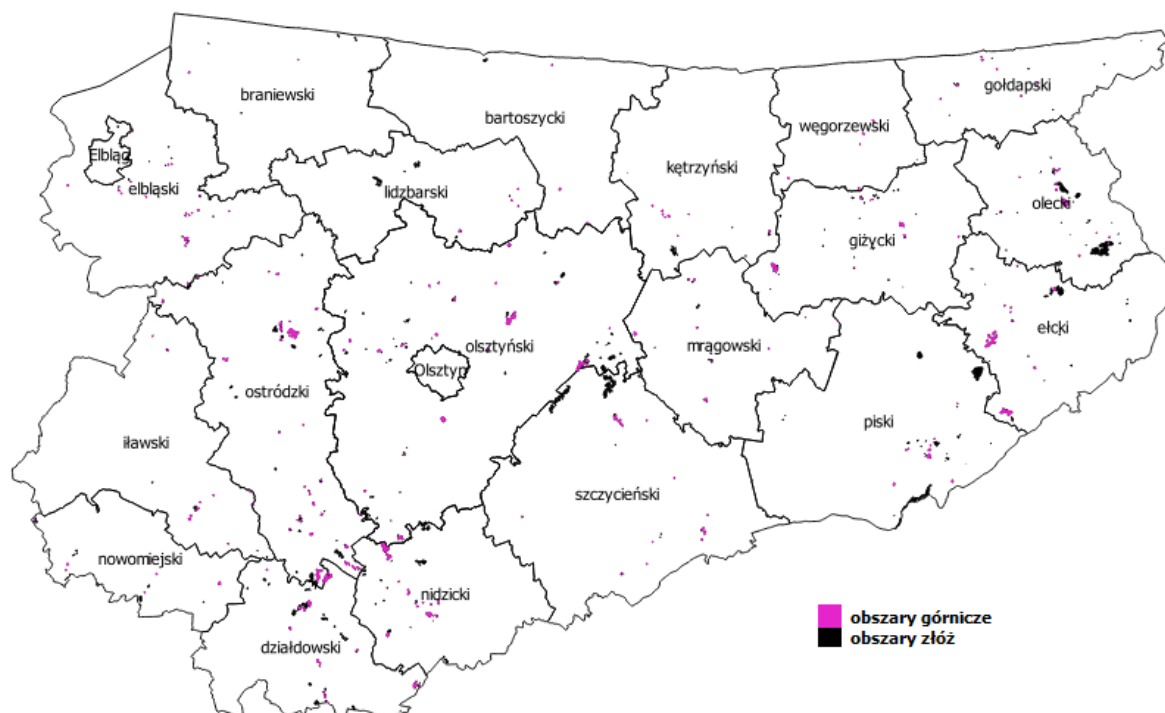 gołdapski
braniewski
bartoszycki
węgorzewski
Elbląg
kętrzyński
elbląski
lidzbarski
olecki
giżycki
ełcki
olsztyński
mrągowski
Olsztyn
ostródzki
piski
iławski
szczycieński
nowomiejski
nidzicki
obszary górnicze
obszary złóż
działdowski